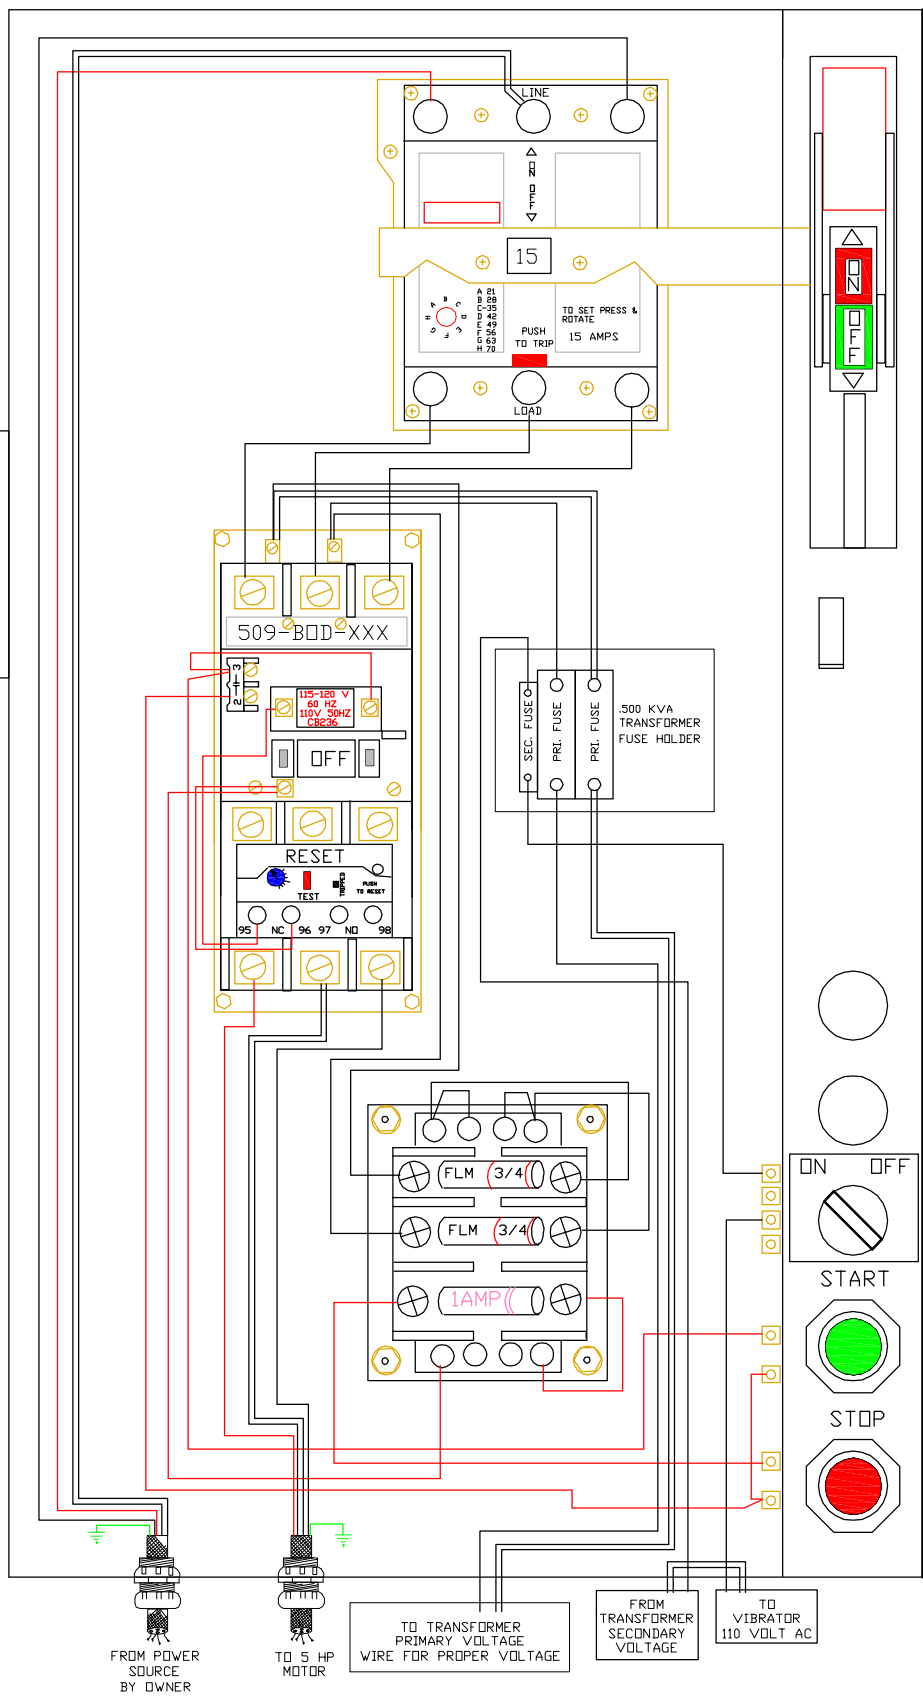 LINE
ON OFF
15
A 21
B 28
C-35
D 42
E 49
F 56
G 63
H 70
A B C D E F G H
TO SET PRESS &
ROTATE
15 AMPS
PUSH
TO TRIP
LOAD
ON
OFF
509-BOD-XXX
3
2
115-120 V
60 HZ
110V 50HZ
CB236
OFF
RESET
TEST
TRIPPED
PUSH
TO RESET
95 NC 96 97 NO 98
SEC. FUSE
PRI. FUSE
PRI. FUSE
.500 KVA
TRANSFORMER
FUSE HOLDER
FLM 3/4
FLM 3/4
1AMP
ON OFF
START
STOP
FROM POWER
SOURCE
BY OWNER
TO 5 HP
MOTOR
TO TRANSFORMER
PRIMARY VOLTAGE
WIRE FOR PROPER VOLTAGE
FROM
TRANSFORMER
SECONDARY
VOLTAGE
TO
VIBRATOR
110 VOLT AC